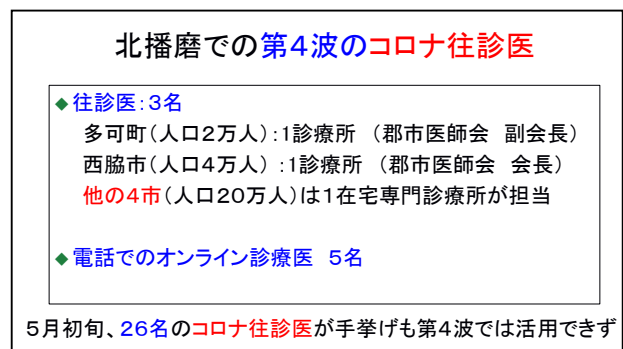 北播磨での第4波のコロナ往診医
◆往診医:3名
多可町(人口2万人):1診療所 (郡市医師会 副会長)
西脇市(人口4万人) :1診療所 (郡市医師会 会長)
他の4市(人口20万人)は1在宅専門診療所が担当
◆電話でのオンライン診療医 5名
5月初旬、26名のコロナ往診医が手挙げも第4波では活用できず